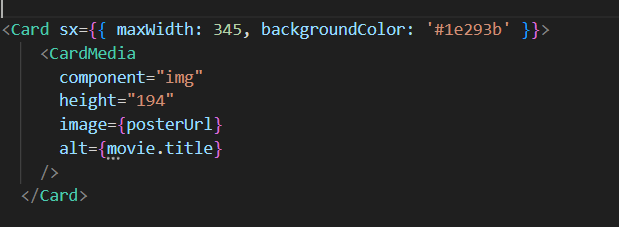 <Card sx={{ maxWidth: 345, backgroundColor: '#1e293b' }}>
<CardMedia
component="img"
height="194"
image={posterUrl}
alt={movie.title}
/>
</Card>